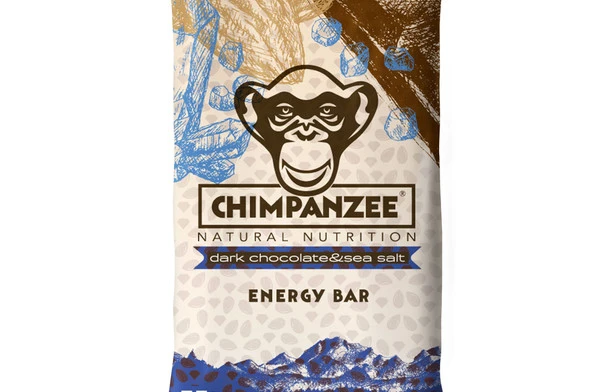 CHIMPANZEE®
NATURAL NUTRITION
dark chocolate&sea salt
ENERGY BAR